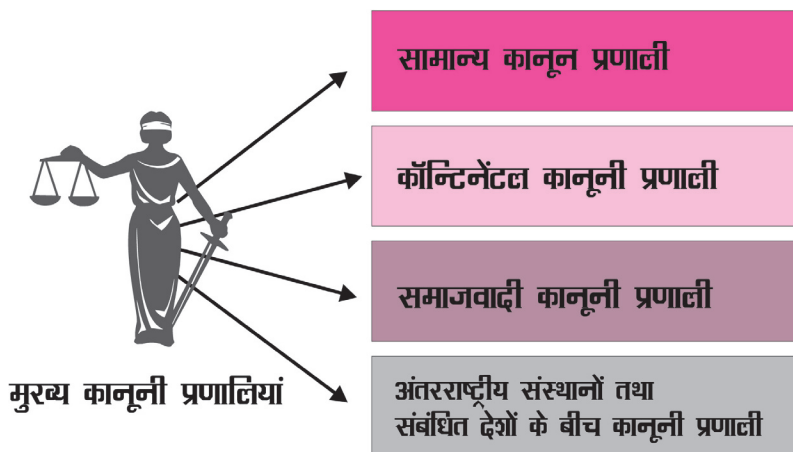 सामान्य कानून प्रणाली
कॉन्टिनेंटल कानूनी प्रणाली
समाजवादी कानूनी प्रणाली
मुख्य कानूनी प्रणालियां
अंतरराष्ट्रीय संस्थानों तथा
संबंधित देशों के बीच कानूनी प्रणाली